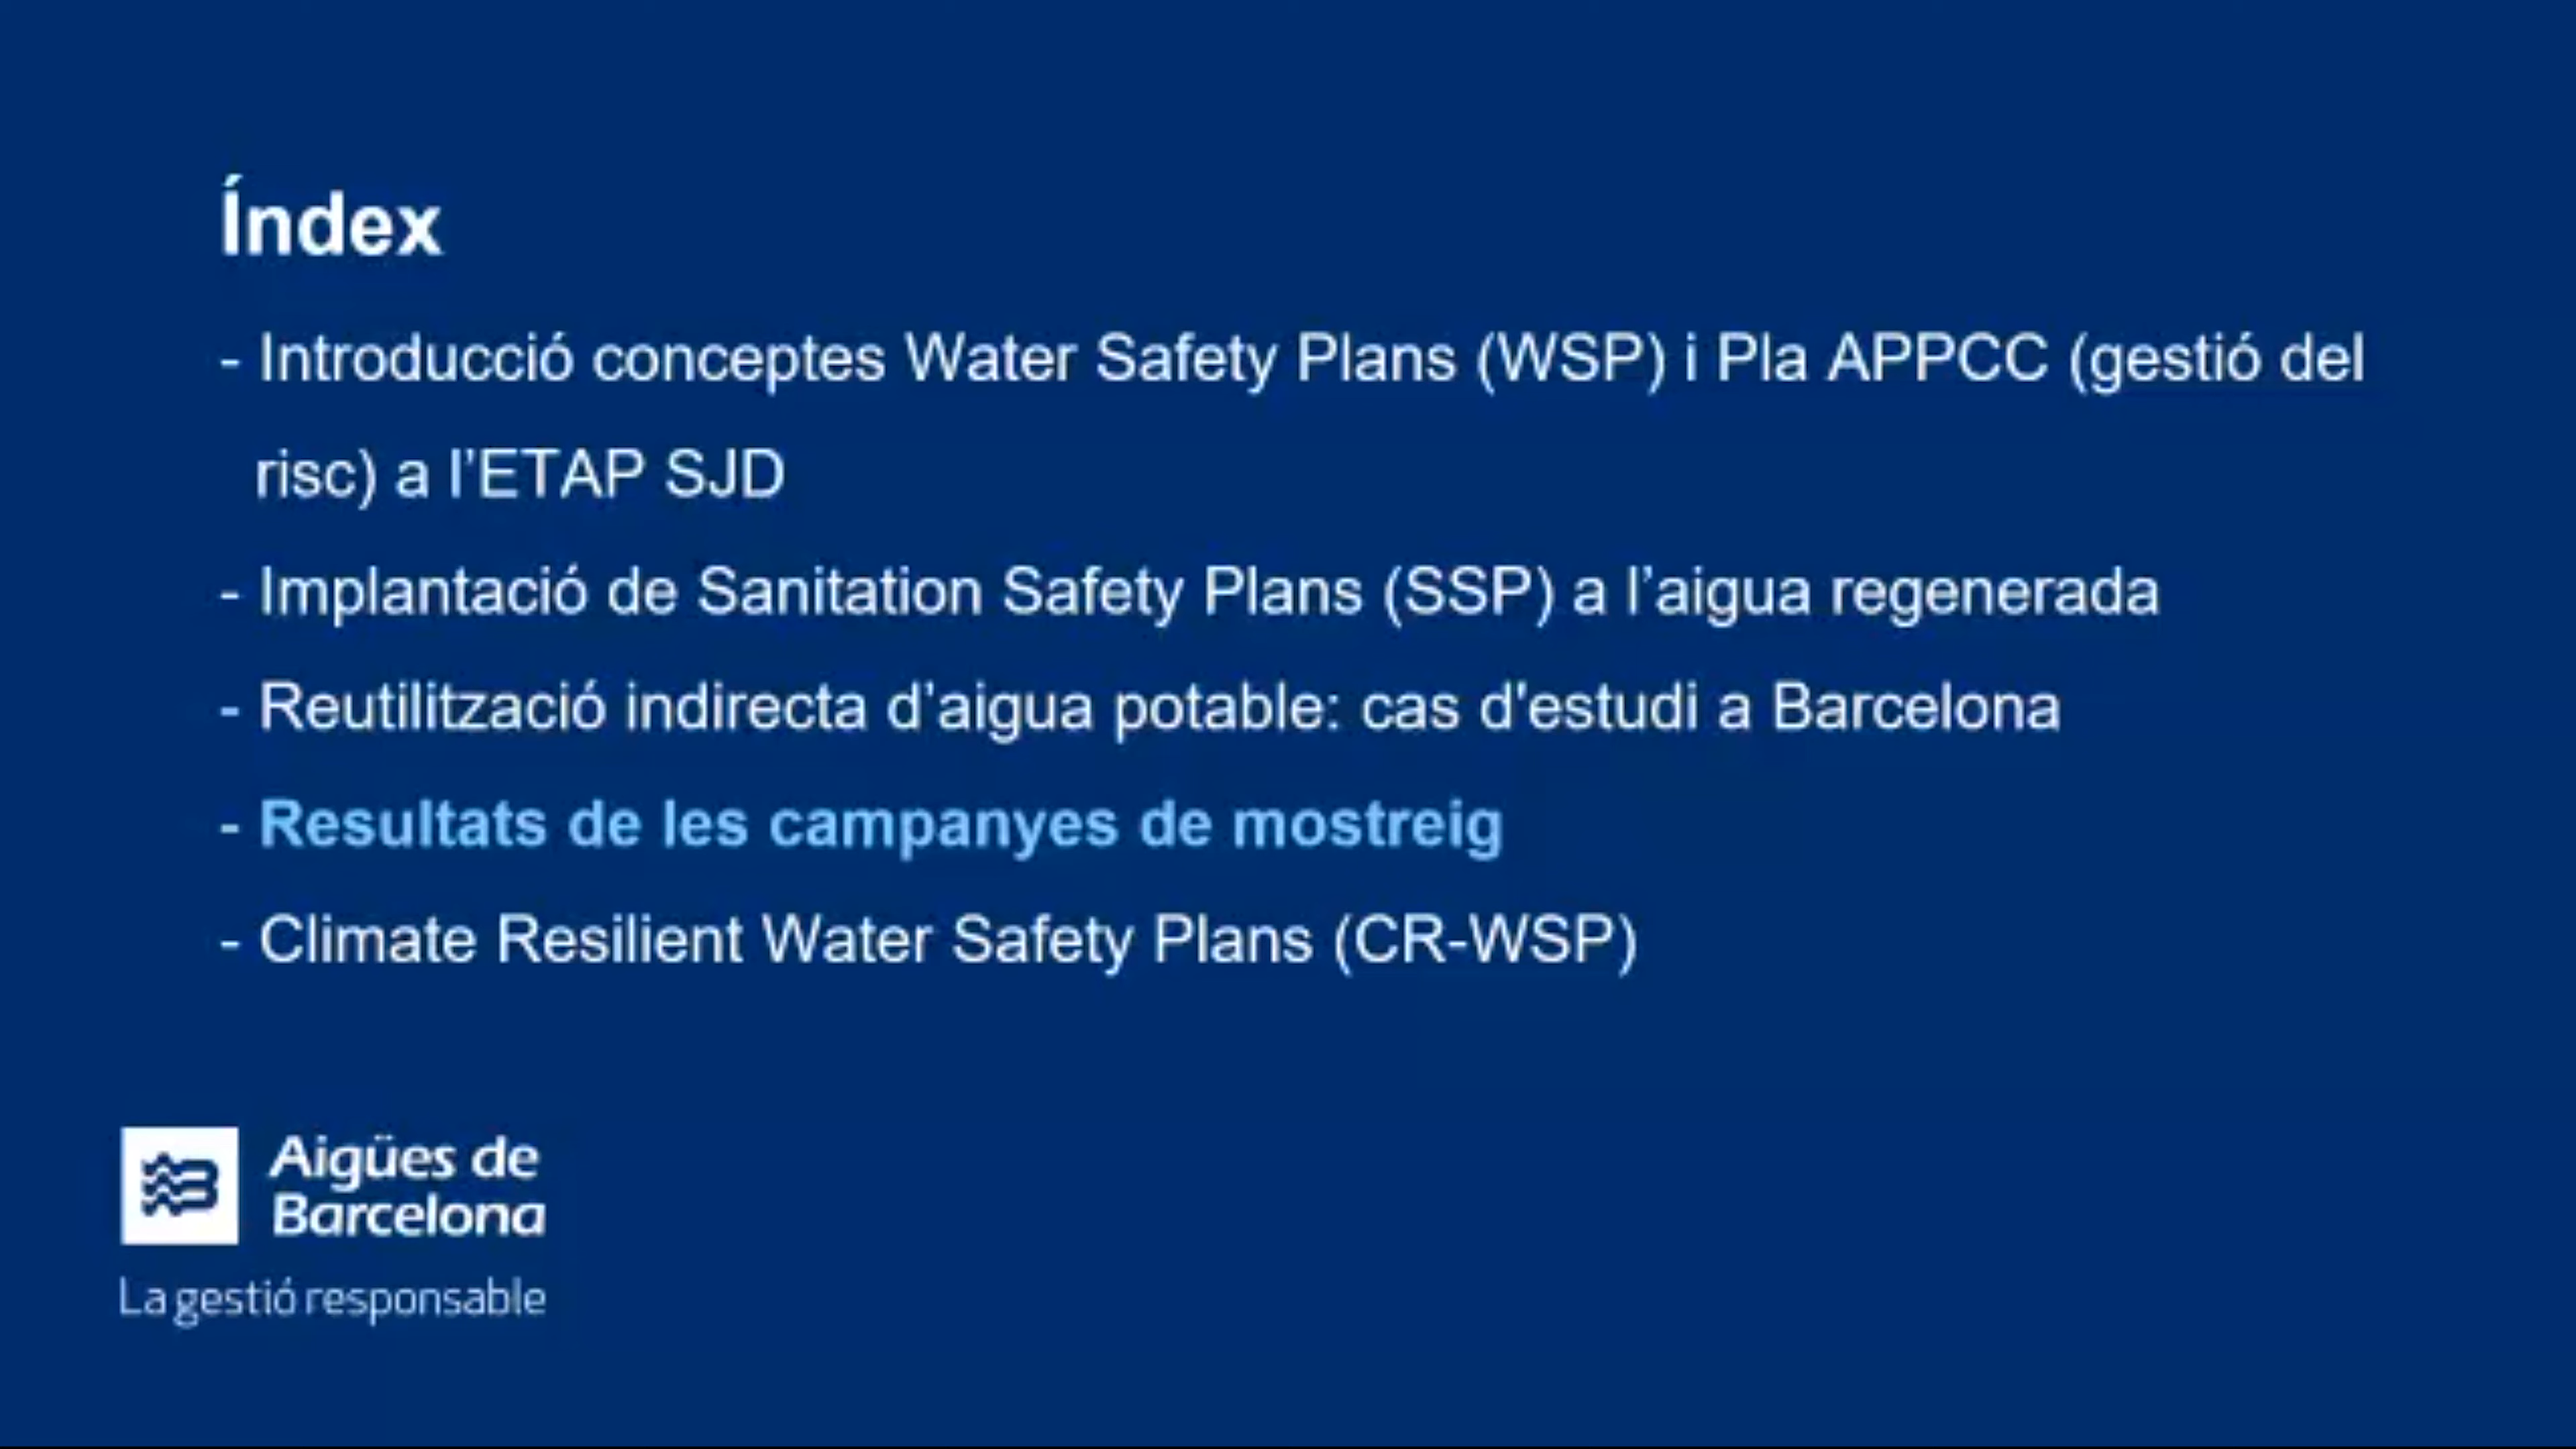 Índex
- Introducció conceptes Water Safety Plans (WSP) i Pla APPCC (gestió del
risc) a l’ETAP SJD
- Implantació de Sanitation Safety Plans (SSP) a l’aigua regenerada
- Reutilització indirecta d’aigua potable: cas d'estudi a Barcelona
- Resultats de les campanyes de mostreig
- Climate Resilient Water Safety Plans (CR-WSP)
Aigües de
Barcelona
La gestió responsable